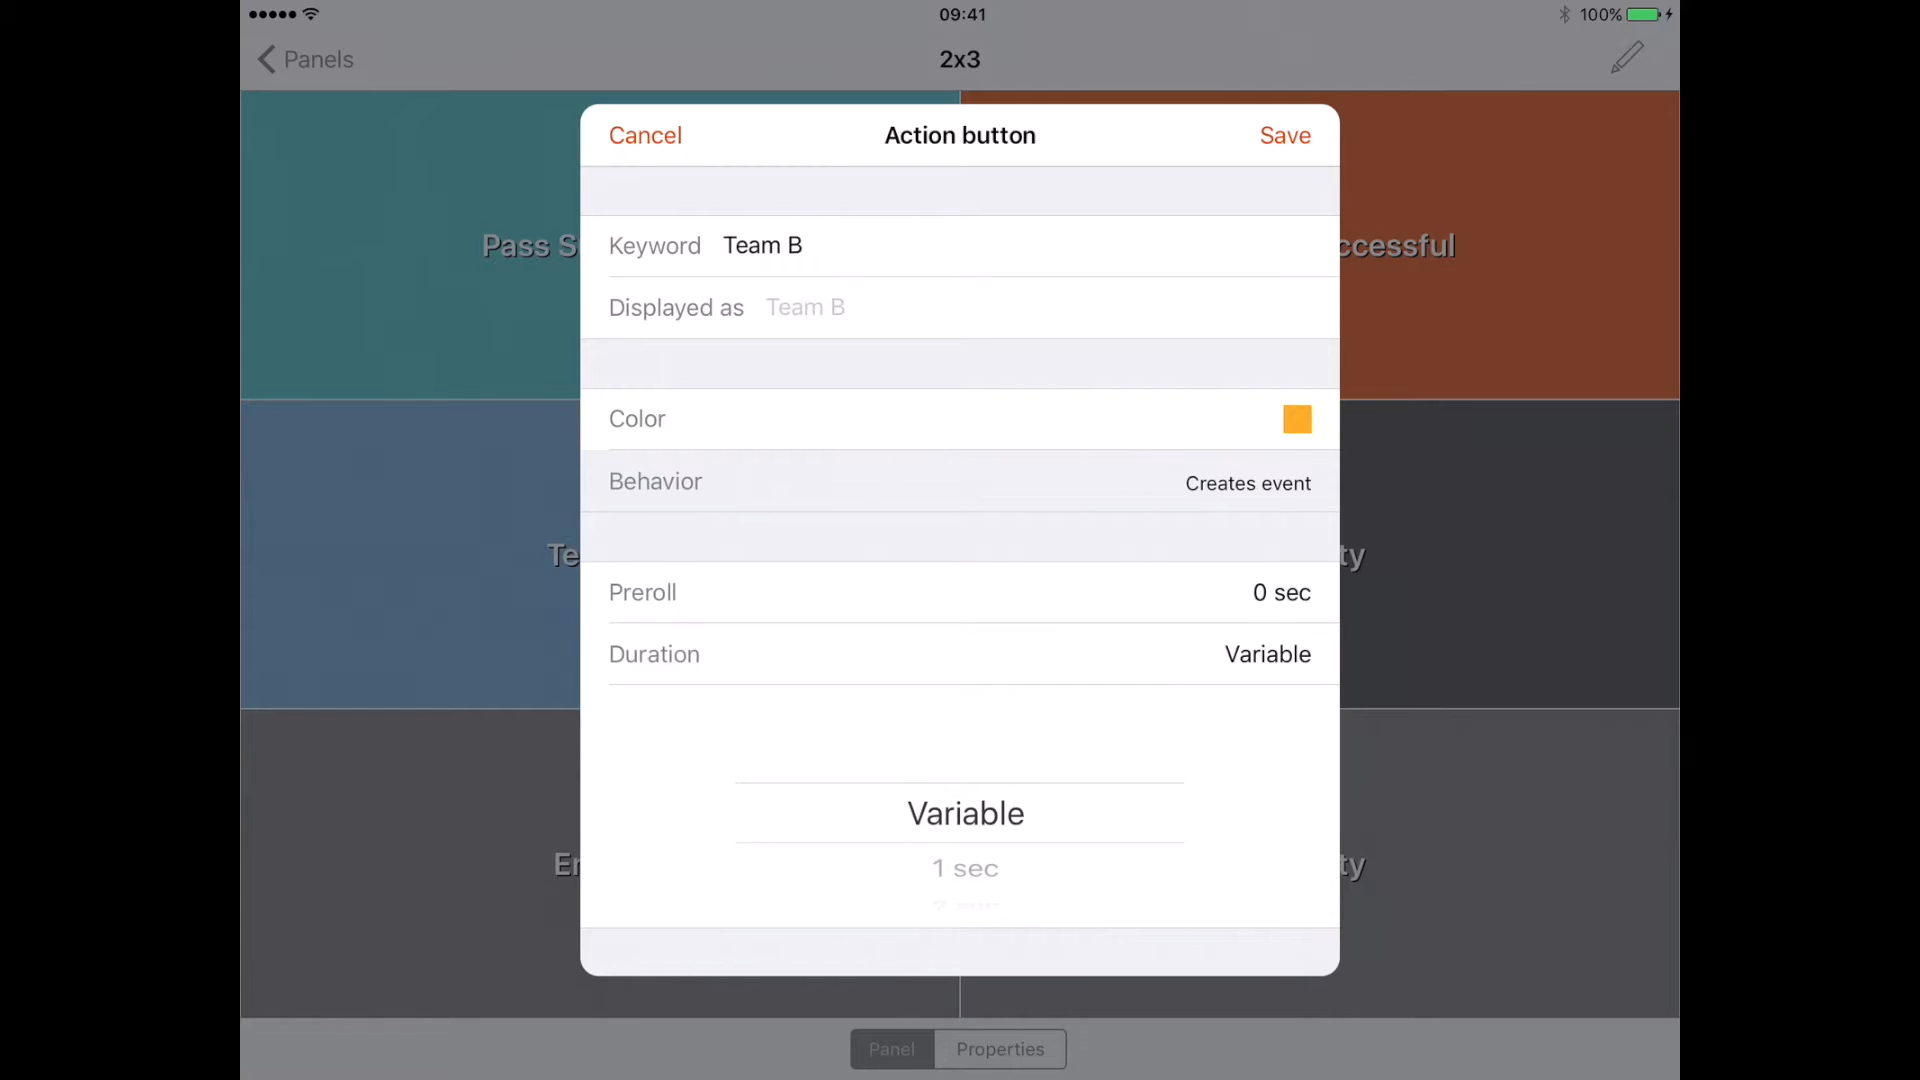 09:41
100%
Panels
2x3
Cancel
Action button
Save
Pass S
ccessful
Keyword Team B
Displayed as Team B
Color
Behavior
Creates event
Te
ty
Preroll
0 sec
Duration
Variable
Variable
1 sec
ty
Panel
Properties